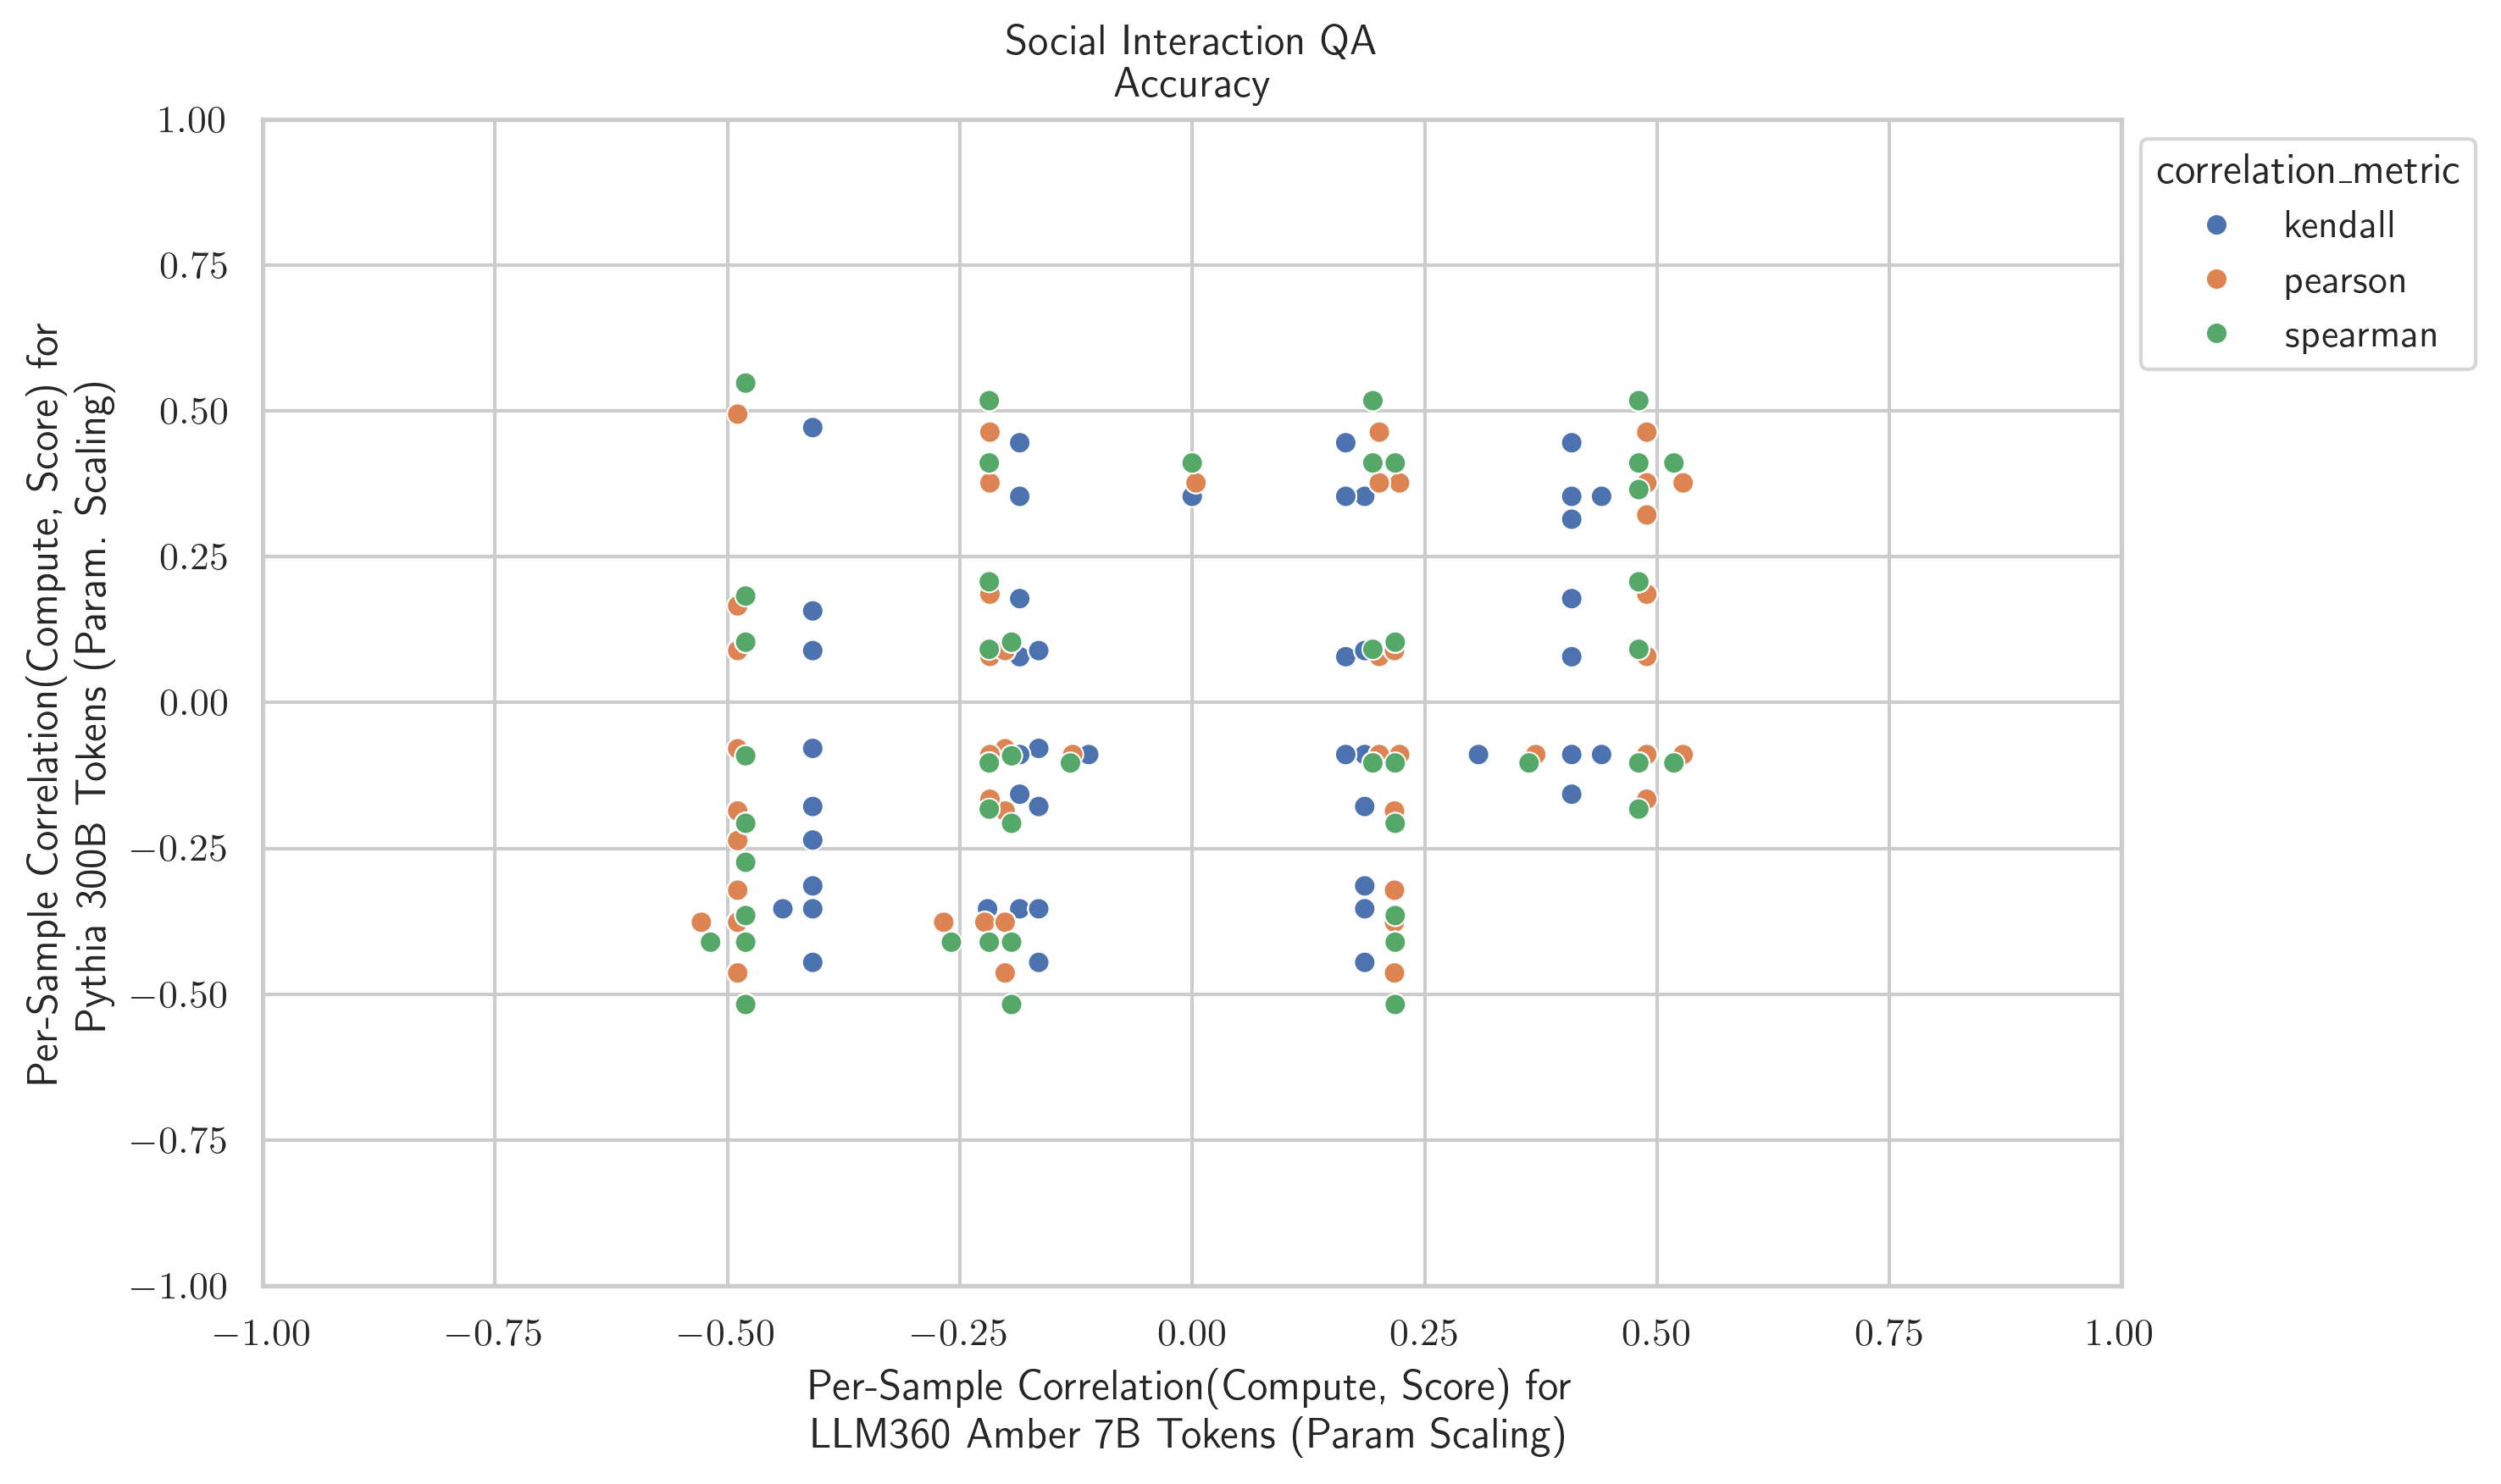 Social Interaction QA
Accuracy
1.00
0.75
0.50
0.25
0.00
−0.25
−0.50
−0.75
−1.00
Per-Sample Correlation(Compute, Score) for
Pythia 300B Tokens (Param. Scaling)
correlation_metric
kendall
pearson
spearman
−1.00
−0.75
−0.50
−0.25
0.00
0.25
0.50
0.75
1.00
Per-Sample Correlation(Compute, Score) for
LLM360 Amber 7B Tokens (Param Scaling)